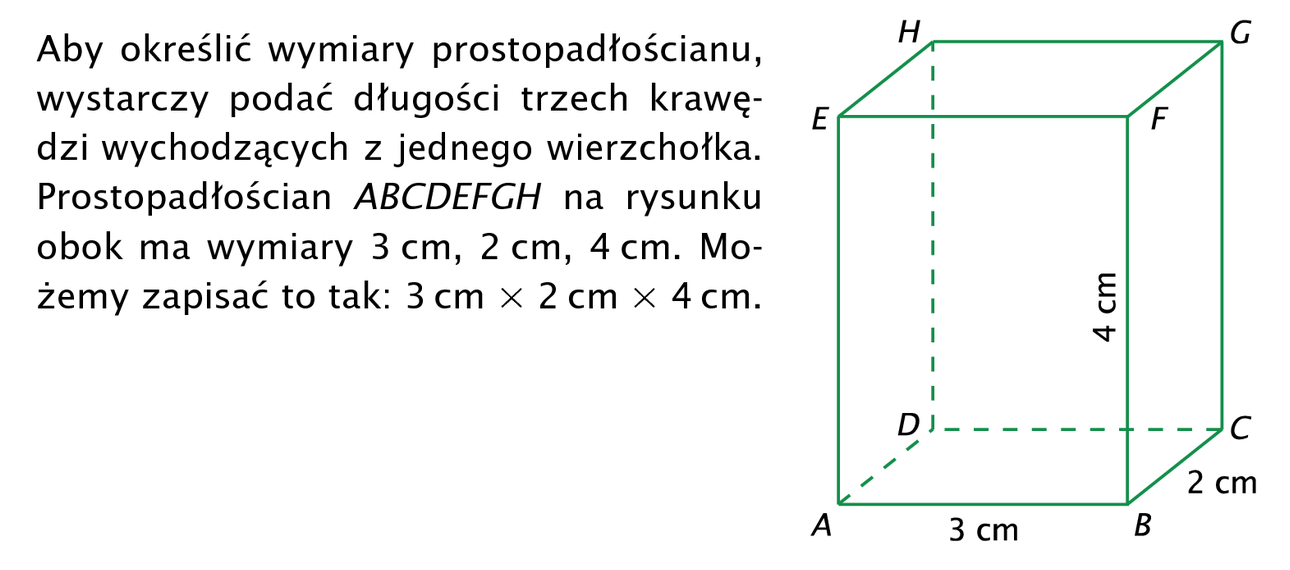 Aby określić wymiary prostopadłościanu,
wystarczy podać długości trzech krawę-
dzi wychodzących z jednego wierzchołka.
Prostopadłościan ABCDEFGH na rysunku
obok ma wymiary 3 cm, 2 cm, 4 cm. Mo-
żemy zapisać to tak: 3 cm × 2 cm × 4 cm.
H
G
E
F
4 cm
D
C
2 cm
A
3 cm
B